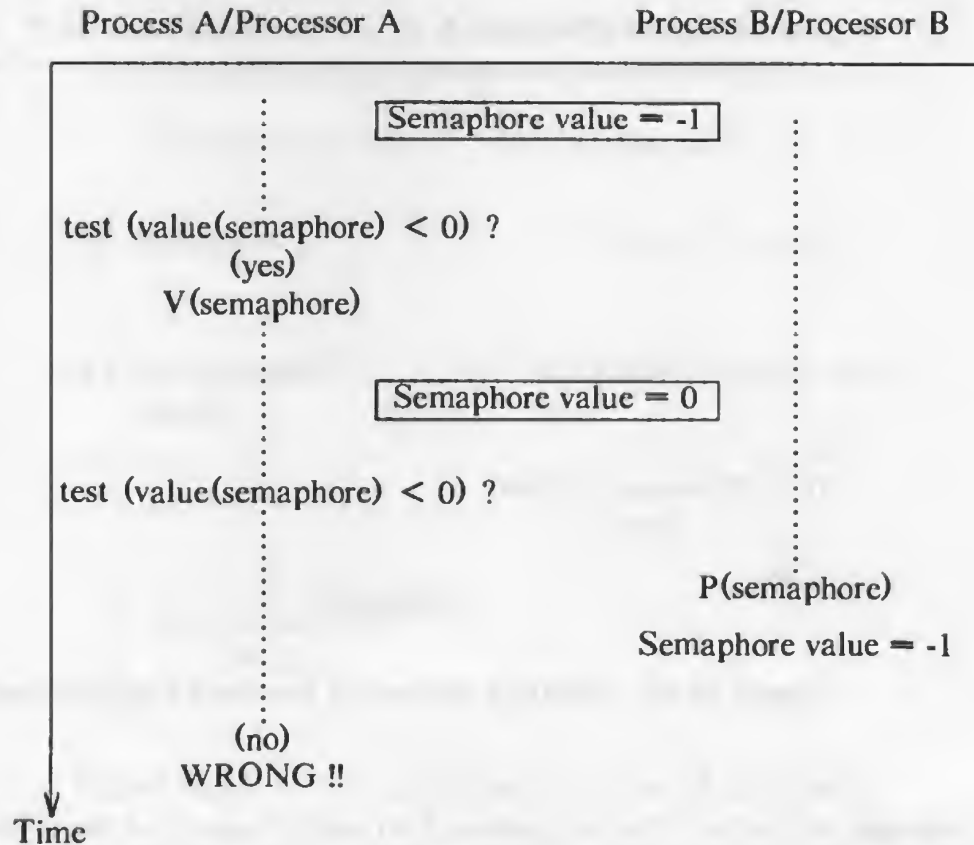 Process A/Processor A
Process B/Processor B
Semaphore value = -1
test (value(semaphore) < 0) ?
(yes)
V(semaphore)
Semaphore value = 0
test (value(semaphore) < 0) ?
P(semaphore)
Semaphore value = -1
(no)
WRONG !!
Time